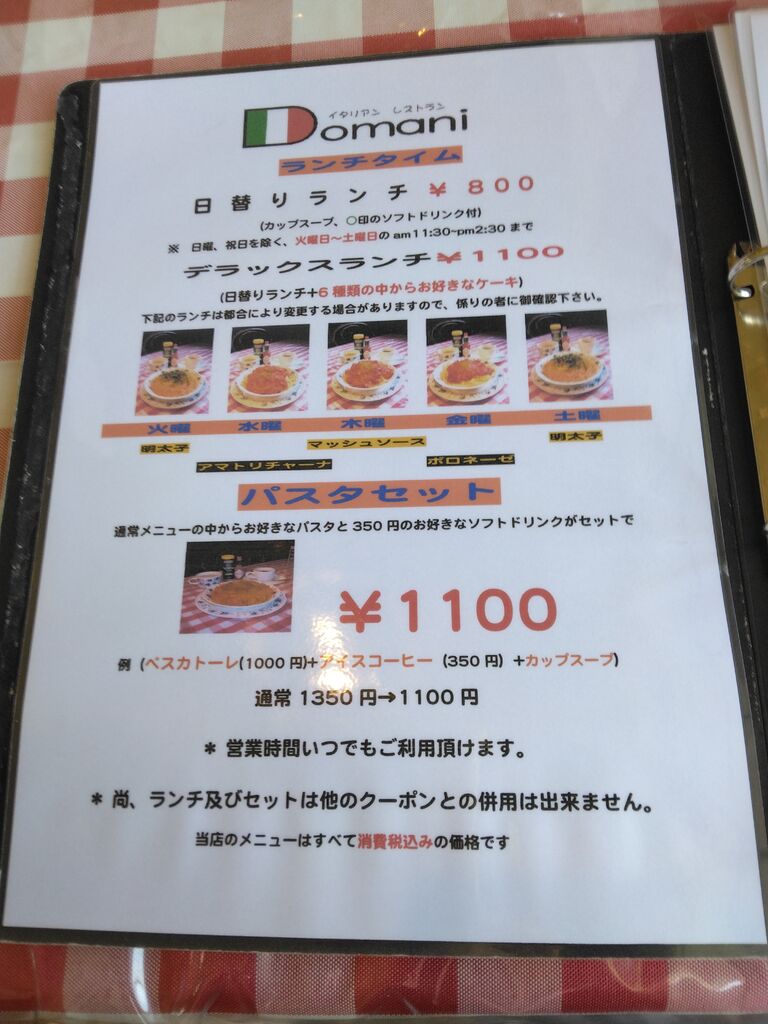 イタリアン レストラン
Domani
ランチタイム
日替りランチ ￥800
(カップスープ、○印のソフトドリンク付)
※ 日曜、祝日を除く、火曜日～土曜日の am11:30~pm2:30 まで
デラックスランチ￥1100
(日替りランチ+6 種類の中からお好きなケーキ)
下記のランチは都合により変更する場合がありますので、係りの者に御確認下さい。
火曜 水曜 木曜 金曜 土曜
明太子 マッシュソース 明太子
アマトリチャーナ ボロネーゼ
パスタセット
通常メニューの中からお好きなパスタと 350 円のお好きなソフトドリンクがセットで
￥1100
例 (ペスカトーレ(1000 円)+アイスコーヒー (350 円) +カップスープ)
通常 1350 円→1100 円
* 営業時間いつでもご利用頂けます。
* 尚、ランチ及びセットは他のクーポンとの併用は出来ません。
当店のメニューはすべて消費税込みの価格です